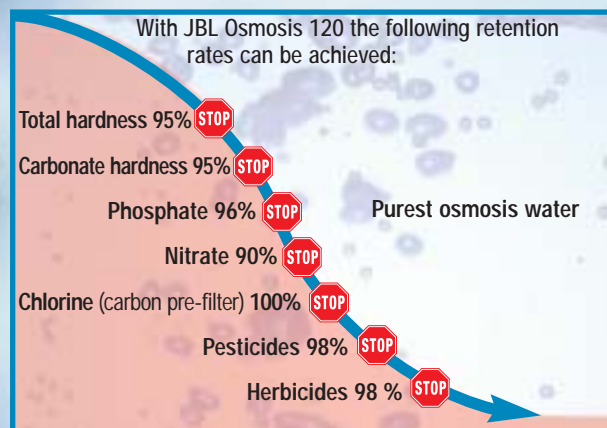 With JBL Osmosis 120 the following retention
rates can be achieved:
Total hardness 95% STOP
Carbonate hardness 95% STOP
Phosphate 96% STOP
Purest osmosis water
Nitrate 90% STOP
Chlorine (carbon pre-filter) 100% STOP
Pesticides 98% STOP
Herbicides 98 % STOP